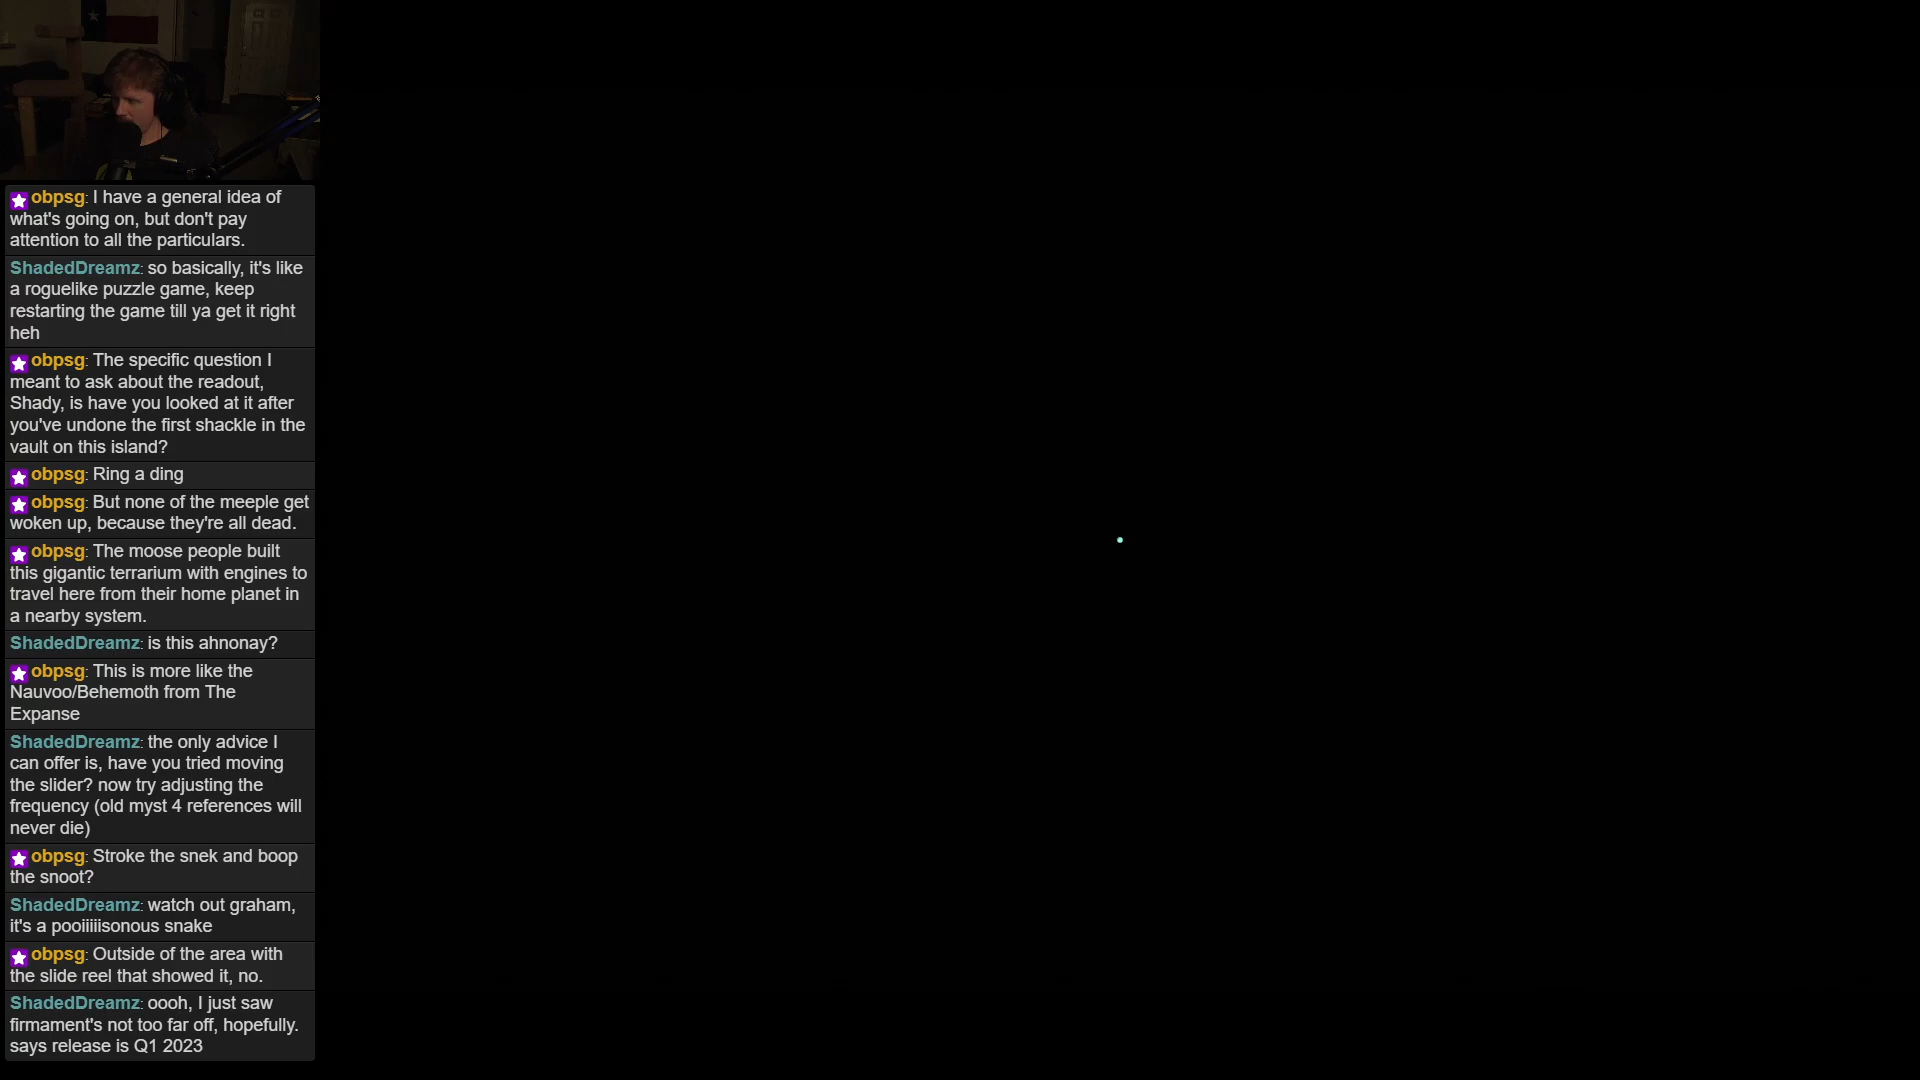 obpsg: I have a general idea of
what's going on, but don't pay
attention to all the particulars.
ShadedDreamz: so basically, it's like
a roguelike puzzle game, keep
restarting the game till ya get it right
heh
obpsg: The specific question I
meant to ask about the readout,
Shady, is have you looked at it after
you've undone the first shackle in the
vault on this island?
obpsg: Ring a ding
obpsg: But none of the meeple get
woken up, because they're all dead.
obpsg: The moose people built
this gigantic terrarium with engines to
travel here from their home planet in
a nearby system.
ShadedDreamz: is this ahnonay?
obpsg: This is more like the
Nauvoo/Behemoth from The
Expanse
ShadedDreamz: the only advice I
can offer is, have you tried moving
the slider? now try adjusting the
frequency (old myst 4 references will
never die)
obpsg: Stroke the snek and boop
the snoot?
ShadedDreamz: watch out graham,
it's a pooiiiiisonous snake
obpsg: Outside of the area with
the slide reel that showed it, no.
ShadedDreamz: oooh, I just saw
firmament's not too far off, hopefully.
says release is Q1 2023